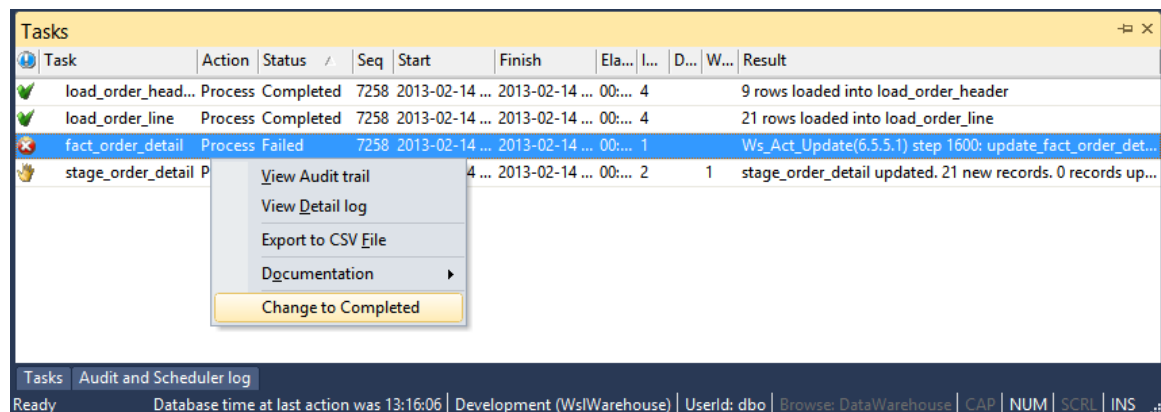 Tasks
Task Action Status Seq Start Finish Ela... I... D... W... Result
load_order_head... Process Completed 7258 2013-02-14 ... 2013-02-14 ... 00:... 4 9 rows loaded into load_order_header
load_order_line Process Completed 7258 2013-02-14 ... 2013-02-14 ... 00:... 4 21 rows loaded into load_order_line
fact_order_detail Process Failed 7258 2013-02-14 ... 2013-02-14 ... 00:... 1 Ws_Act_Update(6.5.5.1) step 1600: update_fact_order_det...
stage_order_detail P 4 ... 2013-02-14 ... 00:... 2 1 stage_order_detail updated. 21 new records. 0 records up...
View Audit trail
View Detail log
Export to CSV File
Documentation
Change to Completed
Tasks Audit and Scheduler log
Ready Database time at last action was 13:16:06 Development (WslWarehouse) UserId: dbo Browse: DataWarehouse CAP NUM SCRL INS